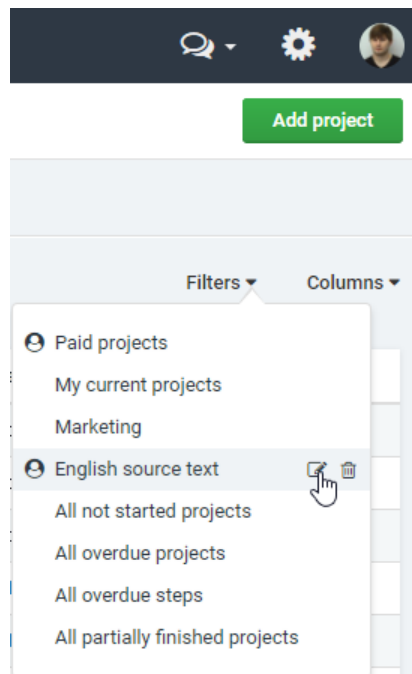 Add project
Filters Columns
Paid projects
My current projects
Marketing
English source text
All not started projects
All overdue projects
All overdue steps
All partially finished projects